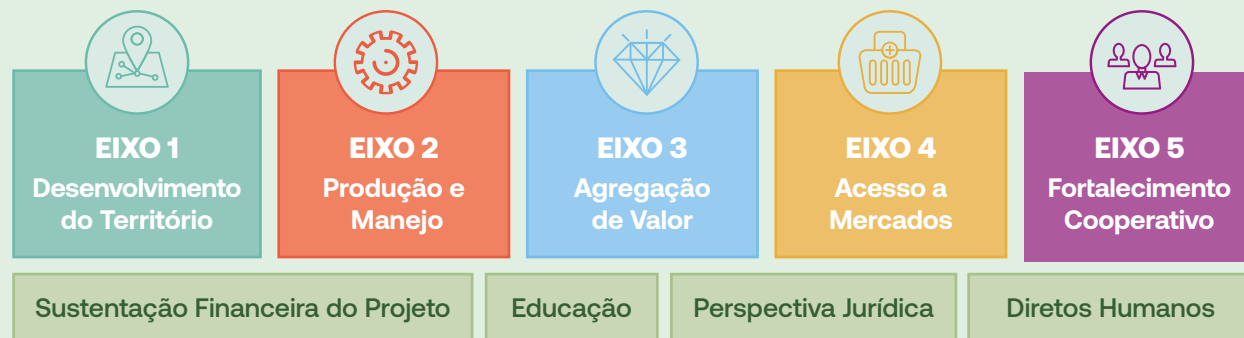 EIXO 1
Desenvolvimento
do Território
EIXO 2
Produção e
Manejo
EIXO 3
Agregação
de Valor
EIXO 4
Acesso a
Mercados
EIXO 5
Fortalecimento
Cooperativo
Sustentação Financeira do Projeto
Educação
Perspectiva Jurídica
Diretos Humanos